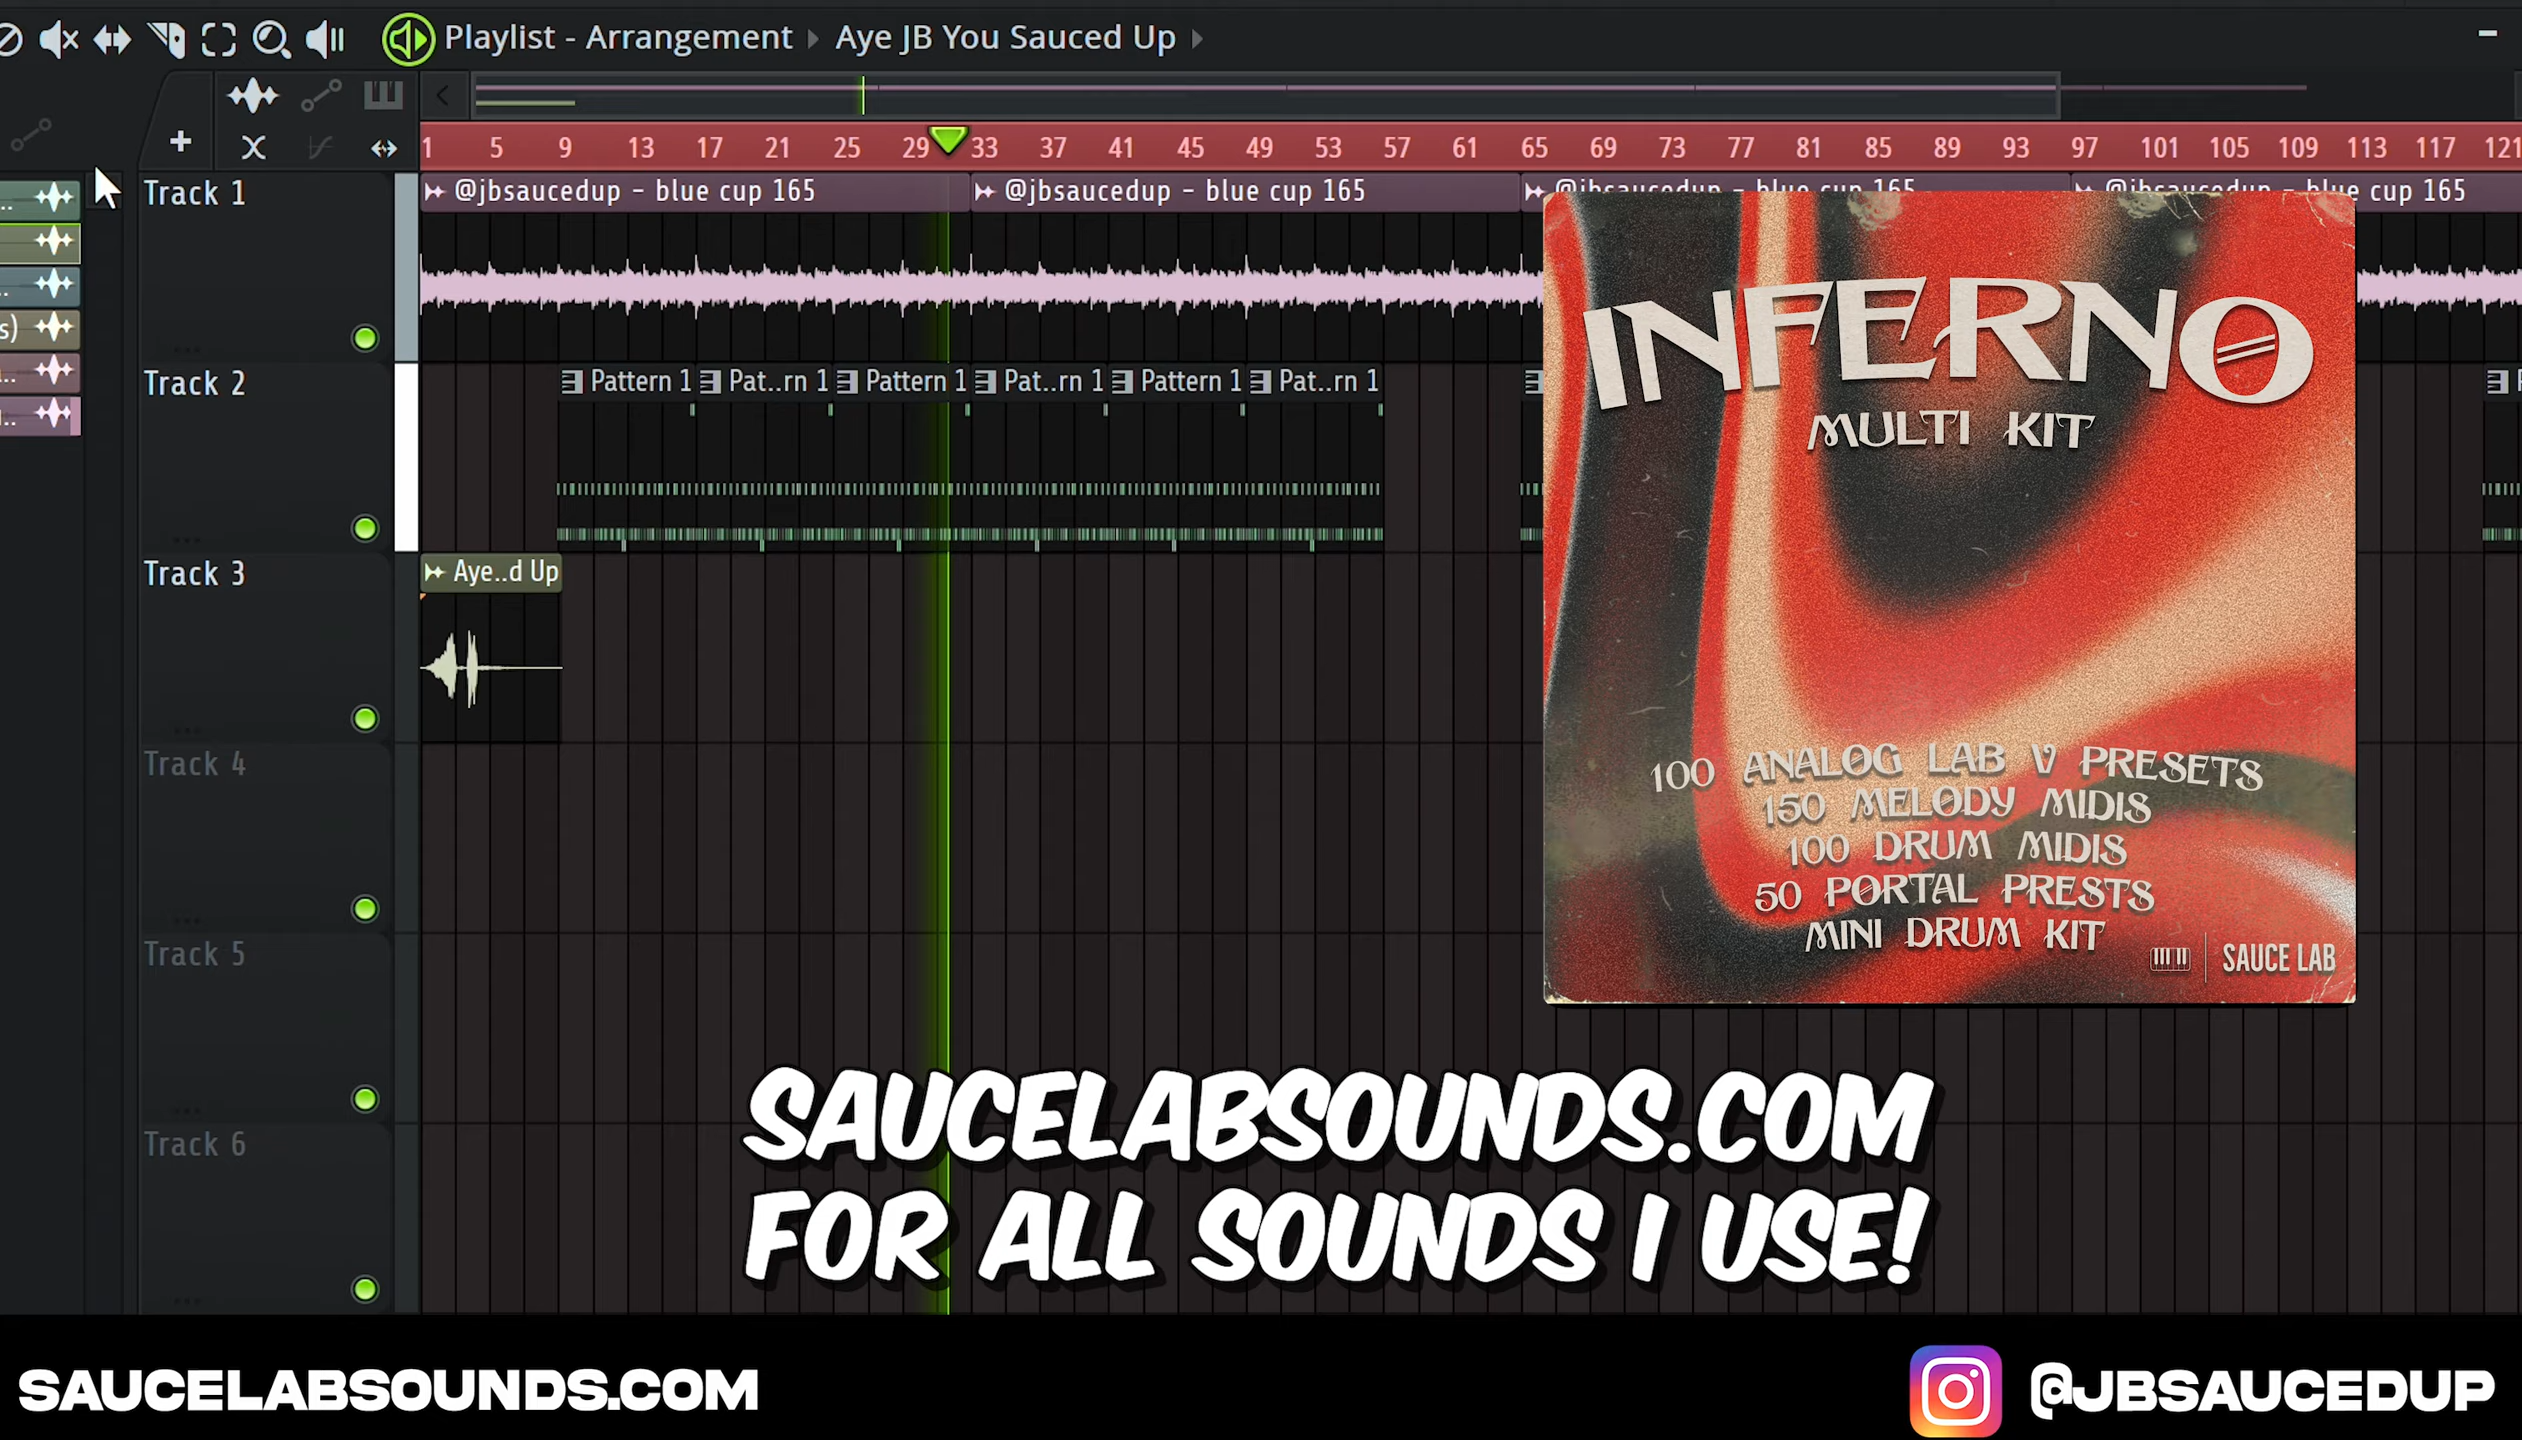 Playlist - Arrangement ▸ Aye JB You Sauced Up ▸
1 5 9 13 17 21 25 29 33 37 41 45 49 53 57 61 65 69 73 77 81 85 89 93 97 101 105 109 113 117 121
Track 1
@jbsaucedup - blue cup 165 @jbsaucedup - blue cup 165 @jbsaucedup - blue cup 165 @jbsaucedup - blue cup 165
s)
Track 2
Pattern 1 Pat..rn 1 Pattern 1 Pat..rn 1 Pattern 1 Pat..rn 1
Track 3
Aye..d Up
Track 4
Track 5
Track 6
INFERNO
MULTI KIT
100 ANALOG LAB V PRESETS
150 MELODY MIDIS
100 DRUM MIDIS
50 PORTAL PRESTS
MINI DRUM KIT
SAUCE LAB
SAUCELABSOUNDS.COM
FOR ALL SOUNDS I USE!
SAUCELABSOUNDS.COM
@JBSAUCEDUP